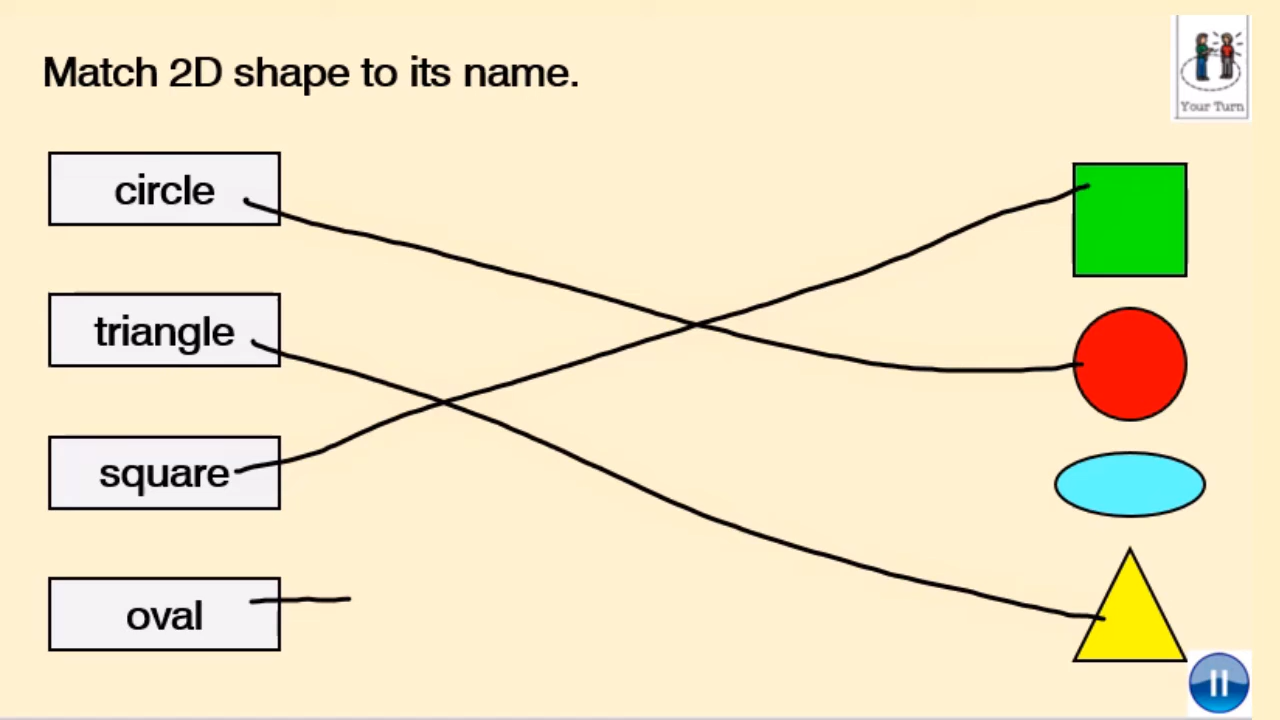 Match 2D shape to its name.
Your Turn
circle
triangle
square
oval